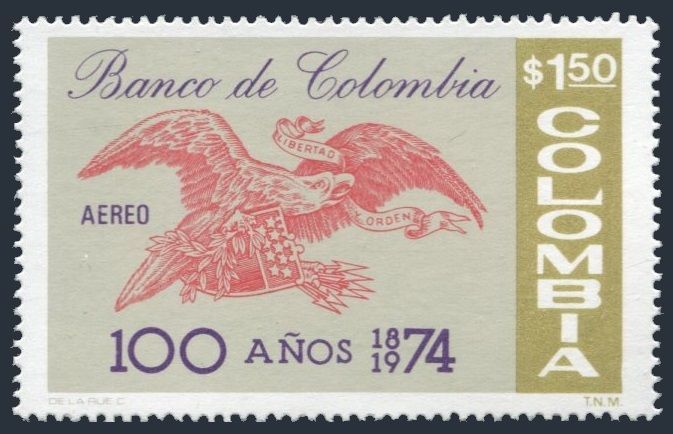 Banco de Colombia
$1.50
LIBERTAD
Y ORDEN
AEREO
COLOMBIA
100 AÑOS 1874
1974
DE LA RUE C
T.N.M.